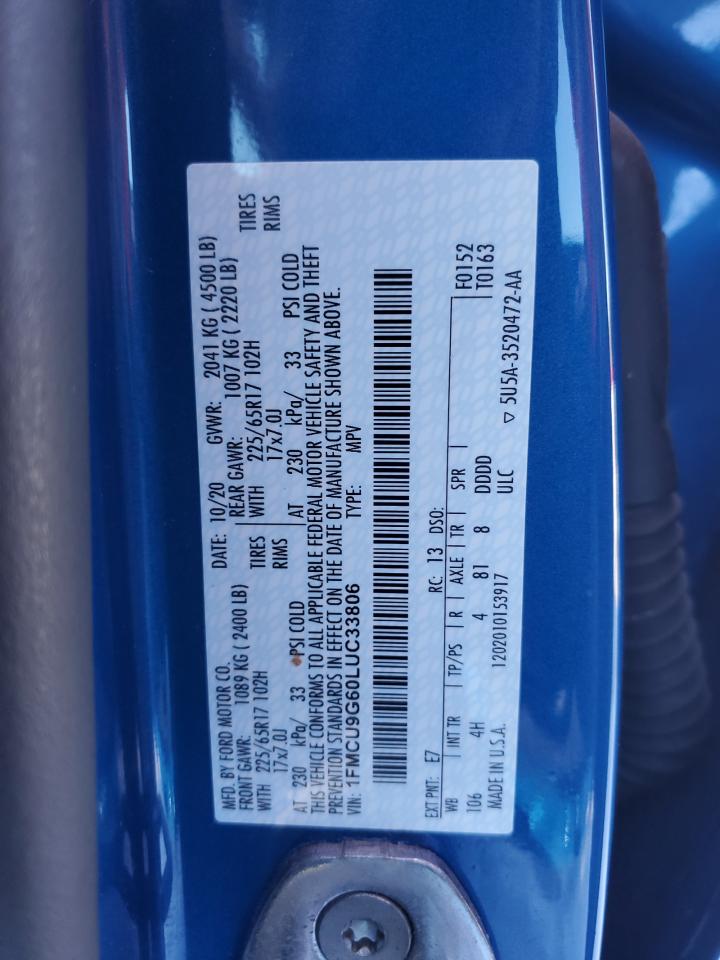 MFD. BY FORD MOTOR CO. DATE: 10/20 GVWR: 2041 KG ( 4500 LB)
FRONT GAWR: 1089 KG ( 2400 LB) REAR GAWR: 1007 KG ( 2220 LB)
WITH 225/65R17 102H TIRES WITH 225/65R17 102H TIRES
17x7.0J RIMS 17x7.0J RIMS
AT 230 kPa/ 33 PSI COLD AT 230 kPa/ 33 PSI COLD
THIS VEHICLE CONFORMS TO ALL APPLICABLE FEDERAL MOTOR VEHICLE SAFETY AND THEFT
PREVENTION STANDARDS IN EFFECT ON THE DATE OF MANUFACTURE SHOWN ABOVE.
VIN: 1FMCU9G60LUC33806 TYPE: MPV
EXT PNT: E7 RC: 13 DSO: F0152
WB INT TR TP/PS R AXLE TR SPR T0163
106 4H 4 81 8 DDDD
MADE IN U.S.A. 1202010153917 ULC ▽ 5U5A-3520472-AA